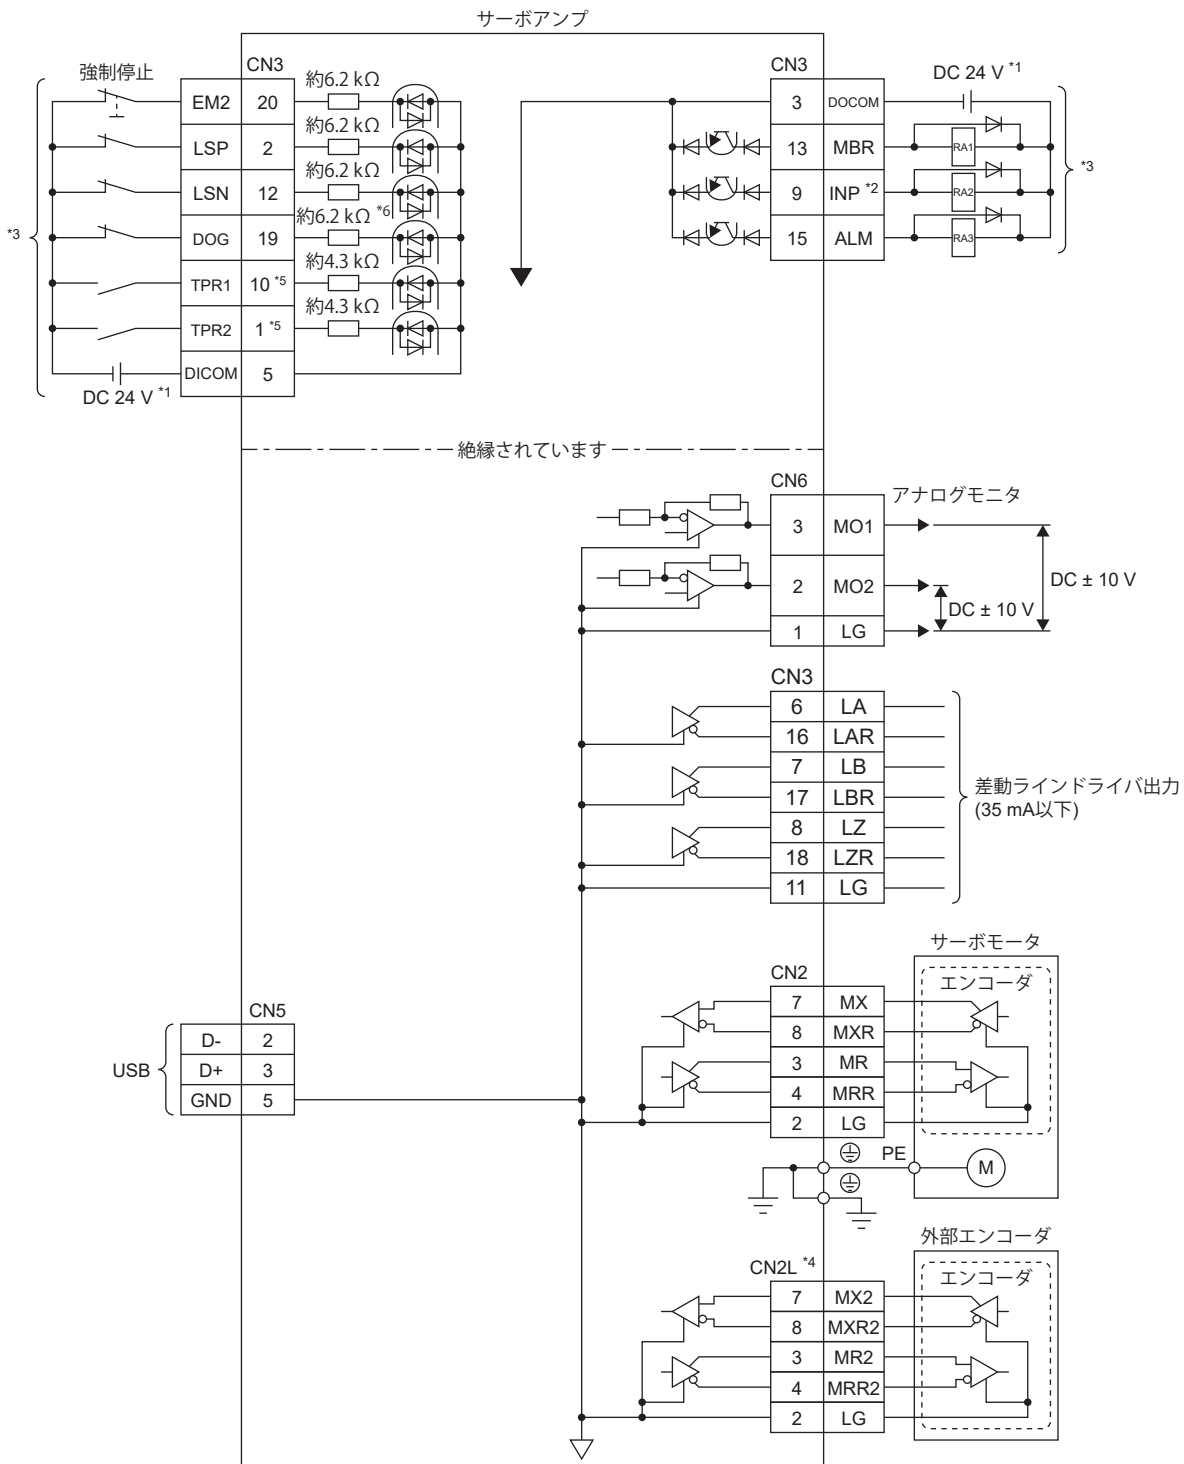 サーボアンプ
強制停止
CN3
EM2 20 約6.2 kΩ
LSP 2 約6.2 kΩ
LSN 12 約6.2 kΩ
DOG 19 約6.2 kΩ *6
TPR1 10 *5 約4.3 kΩ
TPR2 1 *5 約4.3 kΩ
DICOM 5
DC 24 V *1
*3
CN3
DC 24 V *1
3 DOCOM
13 MBR RA1
9 INP *2 RA2
15 ALM RA3
*3
絶縁されています
CN6
アナログモニタ
3 MO1
2 MO2
1 LG
DC ± 10 V
DC ± 10 V
CN3
6 LA
16 LAR
7 LB
17 LBR
8 LZ
18 LZR
11 LG
差動ラインドライバ出力
(35 mA以下)
サーボモータ
エンコーダ
CN2
7 MX
8 MXR
3 MR
4 MRR
2 LG
PE
M
CN5
USB
D- 2
D+ 3
GND 5
外部エンコーダ
エンコーダ
CN2L *4
7 MX2
8 MXR2
3 MR2
4 MRR2
2 LG